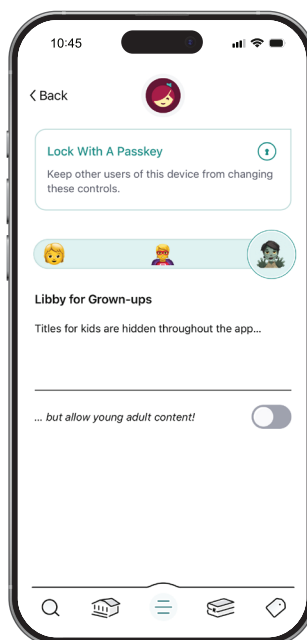 10:45
Back
Lock With A Passkey
Keep other users of this device from changing
these controls.
Libby for Grown-ups
Titles for kids are hidden throughout the app...
... but allow young adult content!